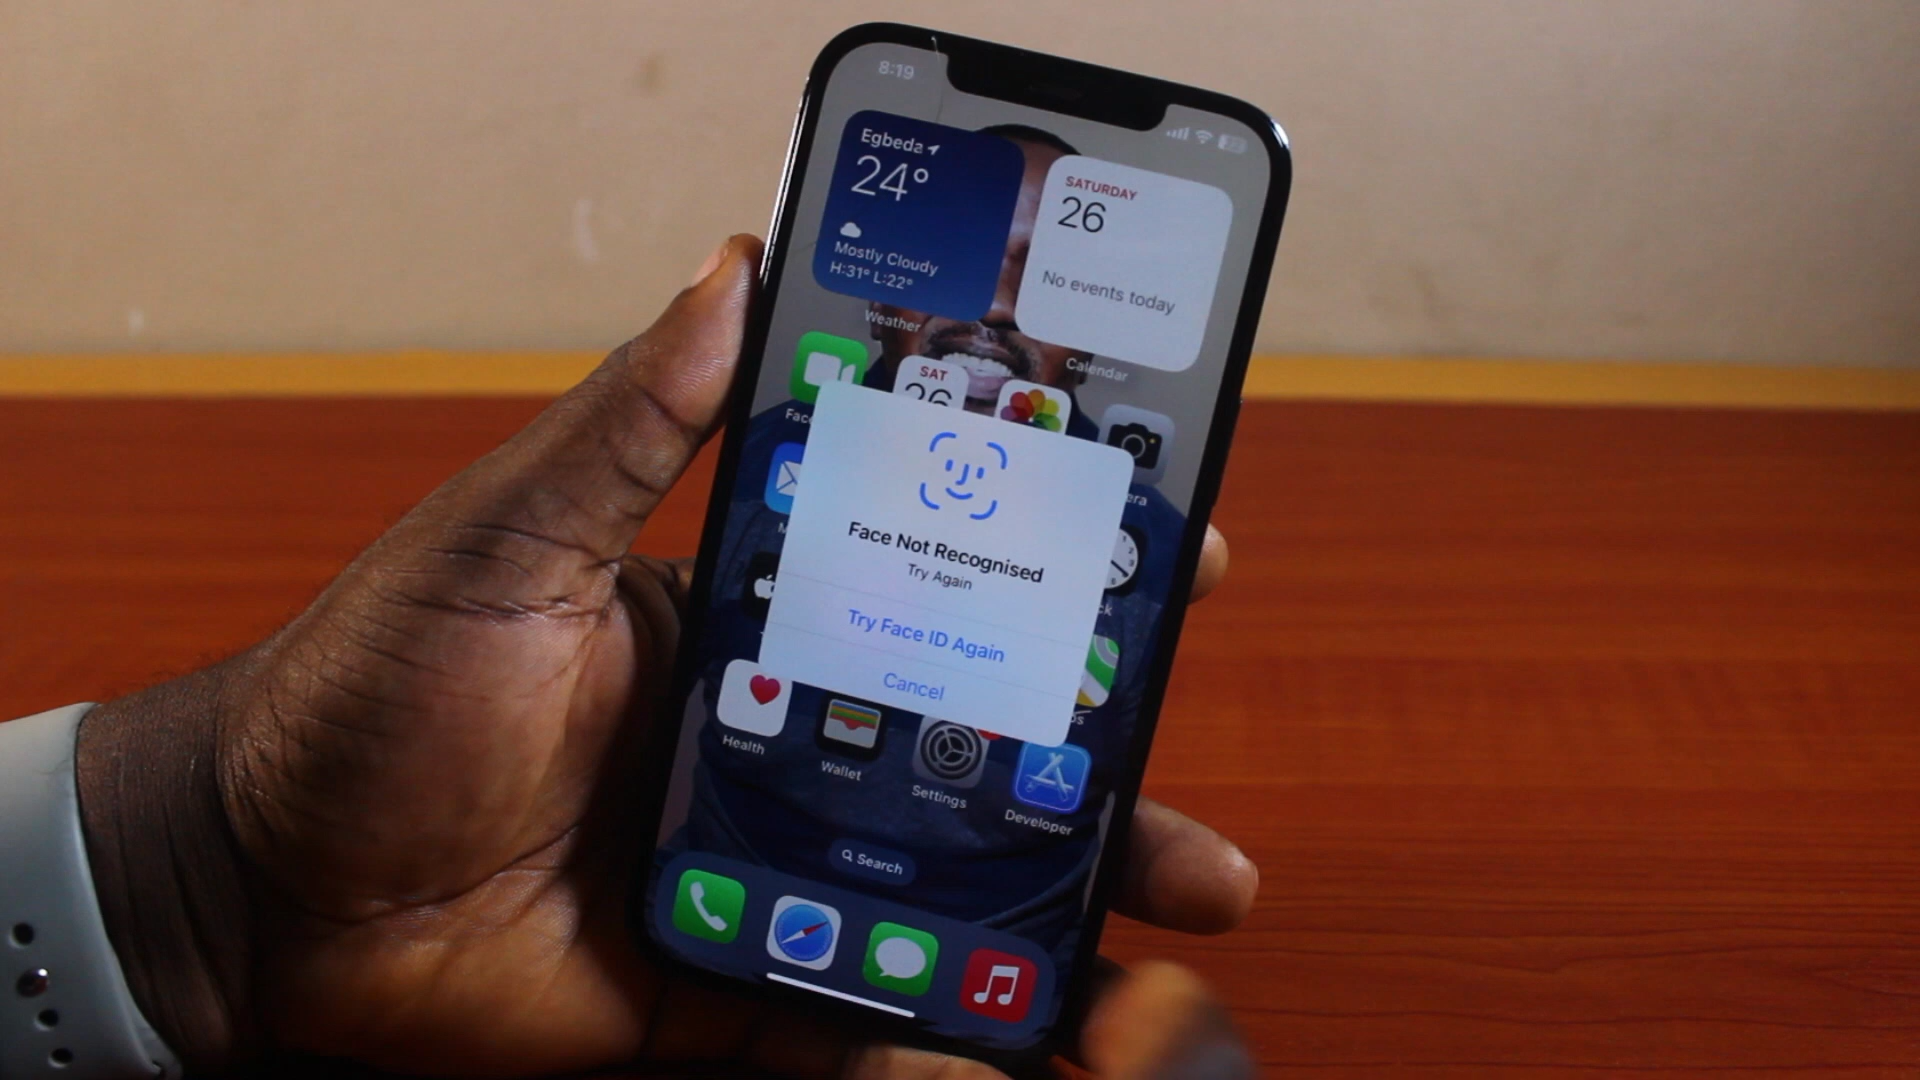 8:19
Egbeda
24°
Mostly Cloudy
H:31° L:22°
Weather
SATURDAY
26
No events today
Calendar
SAT
26
Face Not Recognised
Try Again
Try Face ID Again
Cancel
Health
Wallet
Settings
Developer
Search